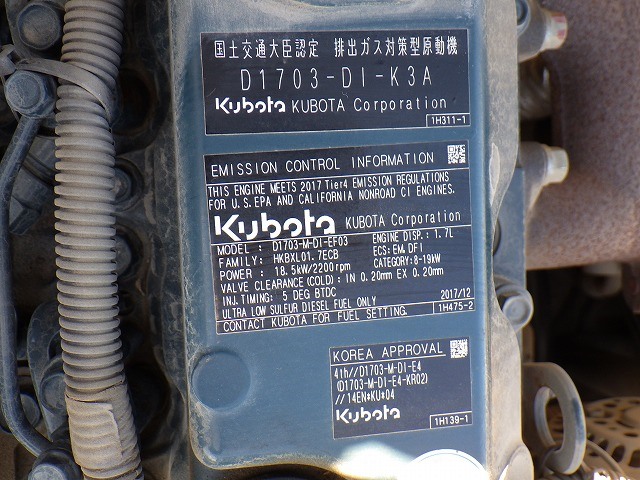 国土交通大臣認定 排出ガス対策型原動機
D1703-DI-K3A
Kubota KUBOTA Corporation
1H311-1
EMISSION CONTROL INFORMATION
THIS ENGINE MEETS 2017 Tier4 EMISSION REGULATIONS
FOR U.S.EPA AND CALIFORNIA NONROAD CI ENGINES.
Kubota KUBOTA Corporation
MODEL : D1703-M-DI-EF03 ENGINE DISP.: 1.7L
FAMILY: HKBXL01.7ECB ECS: EM,DFI
POWER : 18.5kW/2200rpm CATEGORY:8-19kW
VALVE CLEARANCE(COLD): IN 0.20mm EX 0.20mm
INJ.TIMING: 5 DEG BTDC
ULTRA LOW SULFUR DIESEL FUEL ONLY 2017/12
CONTACT KUBOTA FOR FUEL SETTING. 1H475-2
KOREA APPROVAL
4th//D1703-M-DI-E4
(D1703-M-DI-E4-KR02)
//14EN*KU*04
Kubota
1H139-1